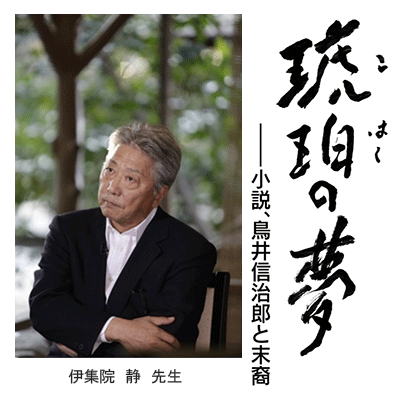 琥珀の夢
こ
はく
――小説、鳥井信治郎と末裔
伊集院　静　先生